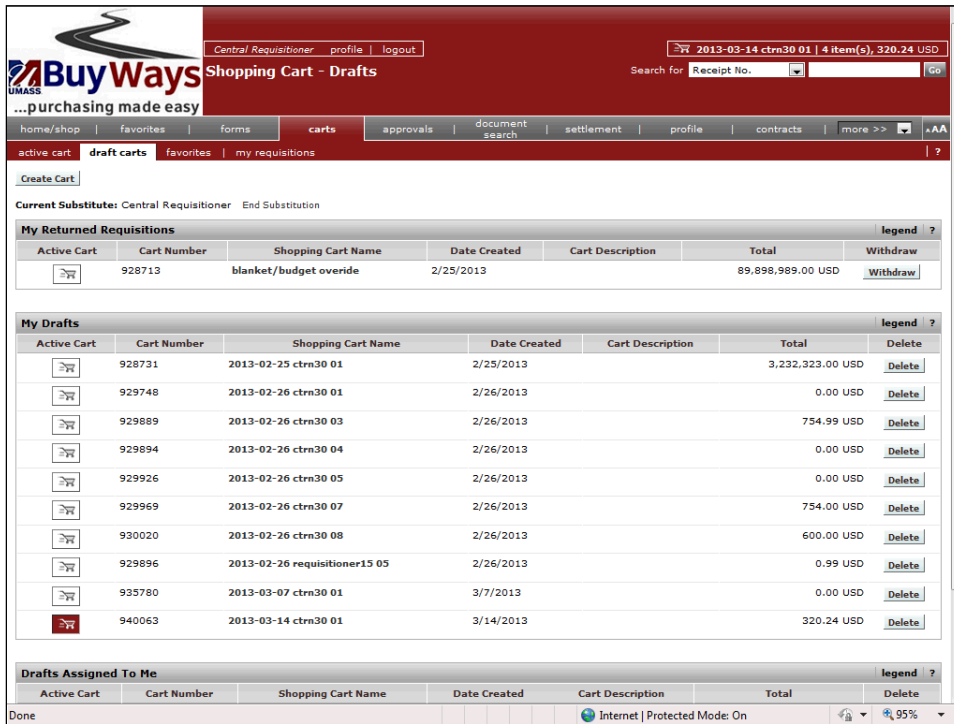 Central Requisitioner profile | logout
2013-03-14 ctrn30 01 | 4 item(s), 320.24 USD
UMASS BuyWays
Shopping Cart - Drafts
Search for Receipt No. Go
...purchasing made easy
home/shop | favorites | forms carts approvals | document search | settlement | profile | contracts | more >> AA
active cart draft carts favorites | my requisitions | ?
Create Cart
Current Substitute: Central Requisitioner End Substitution
My Returned Requisitions legend ?
Active Cart Cart Number Shopping Cart Name Date Created Cart Description Total Withdraw
928713 blanket/budget overide 2/25/2013 89,898,989.00 USD Withdraw
My Drafts legend ?
Active Cart Cart Number Shopping Cart Name Date Created Cart Description Total Delete
928731 2013-02-25 ctrn30 01 2/25/2013 3,232,323.00 USD Delete
929748 2013-02-26 ctrn30 01 2/26/2013 0.00 USD Delete
929889 2013-02-26 ctrn30 03 2/26/2013 754.99 USD Delete
929894 2013-02-26 ctrn30 04 2/26/2013 0.00 USD Delete
929926 2013-02-26 ctrn30 05 2/26/2013 0.00 USD Delete
929969 2013-02-26 ctrn30 07 2/26/2013 754.00 USD Delete
930020 2013-02-26 ctrn30 08 2/26/2013 600.00 USD Delete
929896 2013-02-26 requisitioner15 05 2/26/2013 0.99 USD Delete
935780 2013-03-07 ctrn30 01 3/7/2013 0.00 USD Delete
940063 2013-03-14 ctrn30 01 3/14/2013 320.24 USD Delete
Drafts Assigned To Me legend ?
Active Cart Cart Number Shopping Cart Name Date Created Cart Description Total Delete
Done Internet | Protected Mode: On 95%